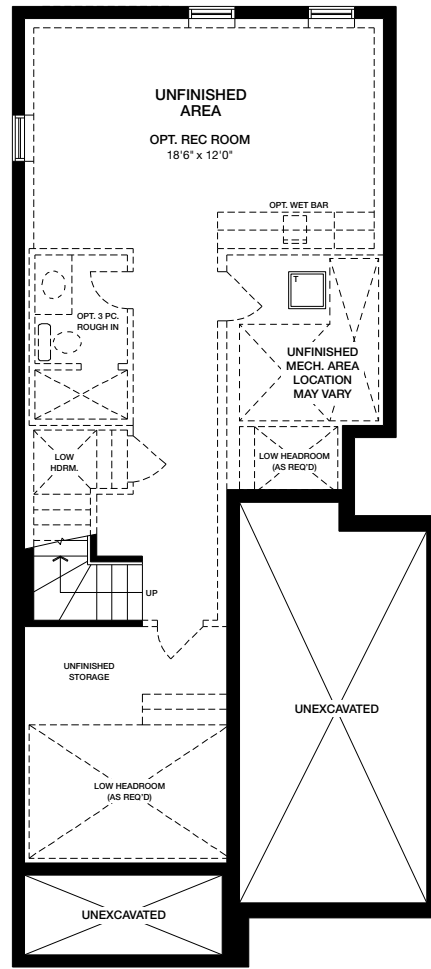 UNFINISHED
AREA
OPT. REC ROOM
18'6" x 12'0"
OPT. WET BAR
T
OPT. 3 PC.
ROUGH IN
UNFINISHED
MECH. AREA
LOCATION
MAY VARY
LOW
HDRM.
LOW HEADROOM
(AS REQ'D)
UP
UNFINISHED
STORAGE
UNEXCAVATED
LOW HEADROOM
(AS REQ'D)
UNEXCAVATED